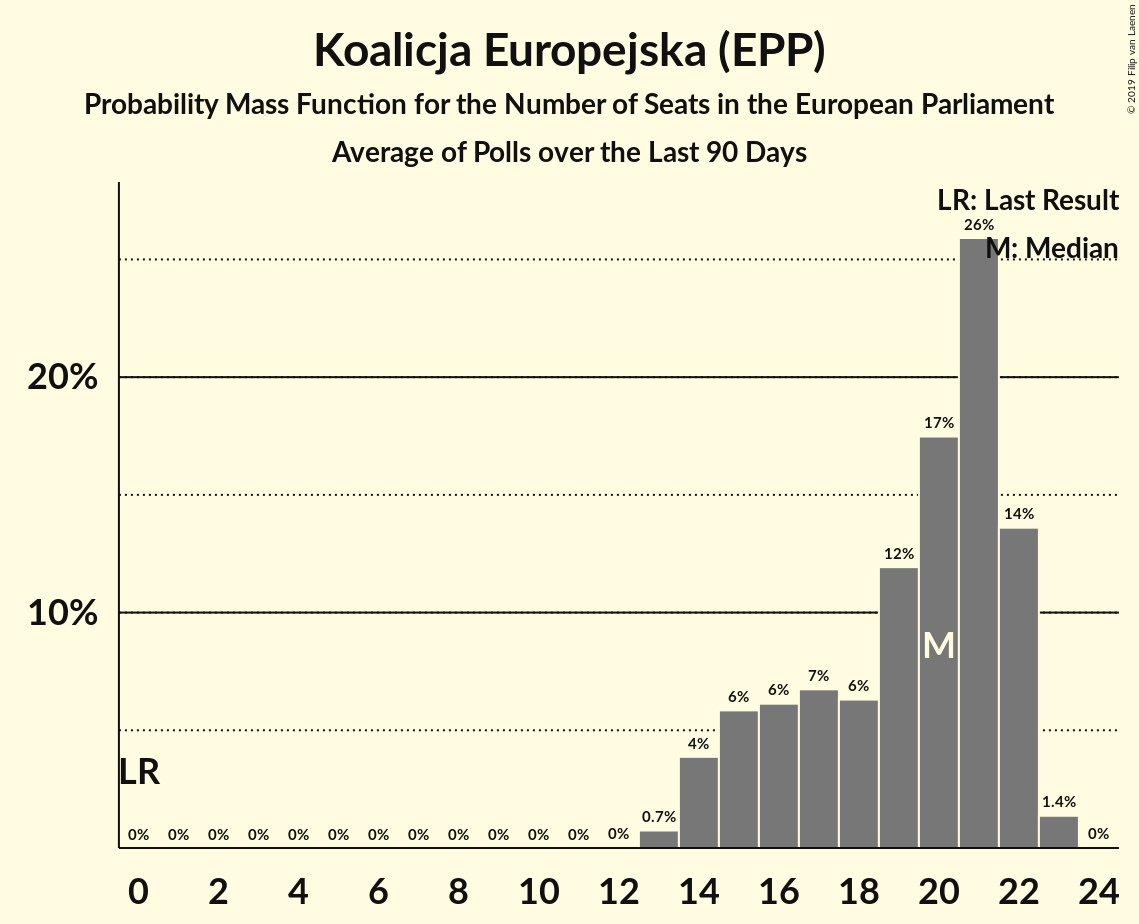 Koalicja Europejska (EPP)
Probability Mass Function for the Number of Seats in the European Parliament
Average of Polls over the Last 90 Days
© 2019 Filip van Laenen
LR: Last Result
M: Median
26%
20%
17%
14%
12%
10%
M
7%
6%
6%
6%
4%
LR
0.7%
1.4%
0% 0% 0% 0% 0% 0% 0% 0% 0% 0% 0% 0% 0% 0%
0 2 4 6 8 10 12 14 16 18 20 22 24